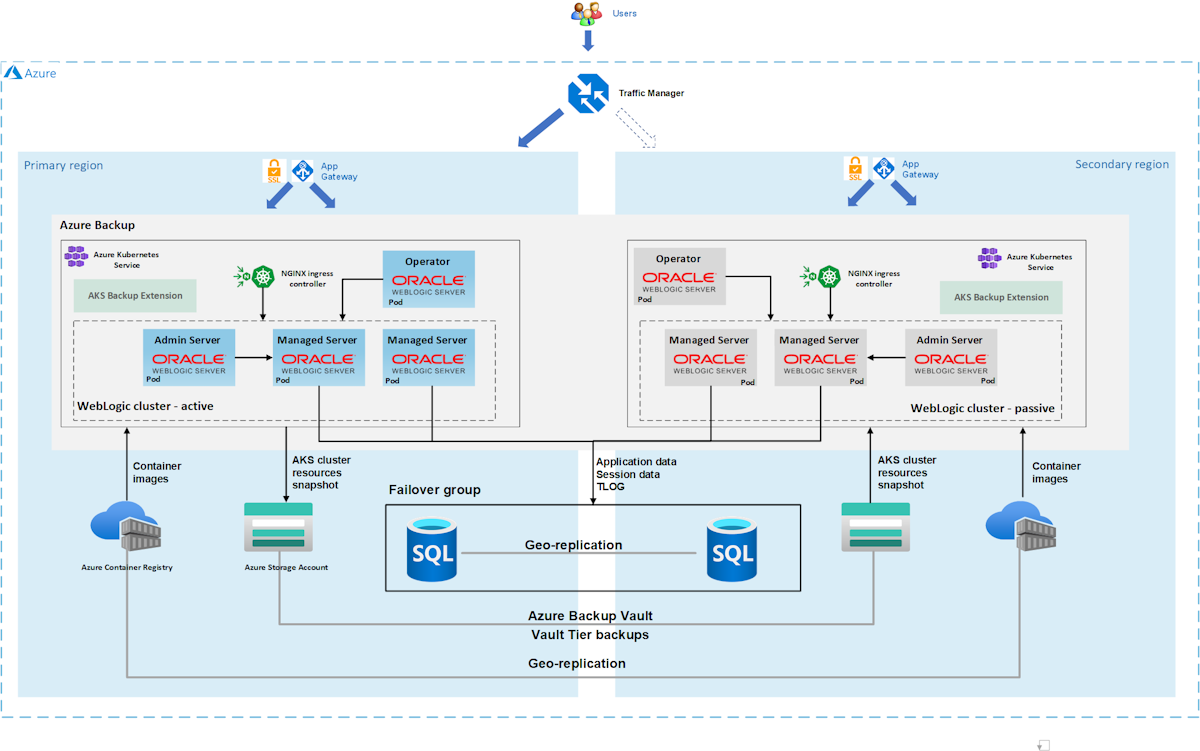 Users
Azure
Traffic Manager
Primary region
SSL
App
Gateway
SSL
App
Gateway
Secondary region
Azure Backup
Azure Kubernetes
Service
AKS Backup Extension
N
NGINX ingress
controller
Operator
ORACLE
WEBLOGIC SERVER
Pod
Admin Server
ORACLE
WEBLOGIC SERVER
Pod
Managed Server
ORACLE
WEBLOGIC SERVER
Pod
Managed Server
ORACLE
WEBLOGIC SERVER
Pod
WebLogic cluster - active
Operator
ORACLE
WEBLOGIC SERVER
Pod
N
NGINX ingress
controller
Azure Kubernetes
Service
AKS Backup Extension
Managed Server
ORACLE
WEBLOGIC SERVER
Pod
Managed Server
ORACLE
WEBLOGIC SERVER
Pod
Admin Server
ORACLE
WEBLOGIC SERVER
Pod
WebLogic cluster - passive
Container
images
AKS cluster
resources
snapshot
Application data
Session data
TLOG
AKS cluster
resources
snapshot
Container
images
Failover group
SQL
Geo-replication
SQL
Azure Container Registry
Azure Storage Account
Azure Backup Vault
Vault Tier backups
Geo-replication